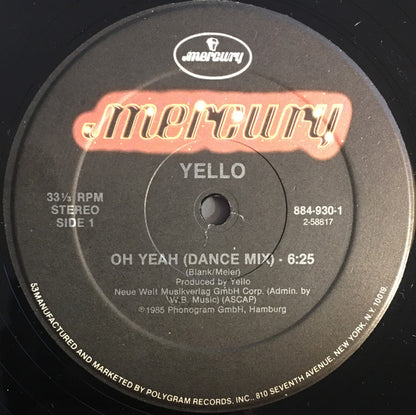 mercury
mercury
YELLO
33⅓ RPM
STEREO
SIDE 1
884-930-1
2-58817
OH YEAH (DANCE MIX) - 6:25
(Blank/Meier)
Produced by Yello
Neue Welt Musikverlag GmbH Corp. (Admin. by
W.B. Music) (ASCAP)
℗1985 Phonogram GmbH, Hamburg
53MANUFACTURED AND MARKETED BY POLYGRAM RECORDS, INC., 810 SEVENTH AVENUE, NEW YORK, N.Y. 10019.